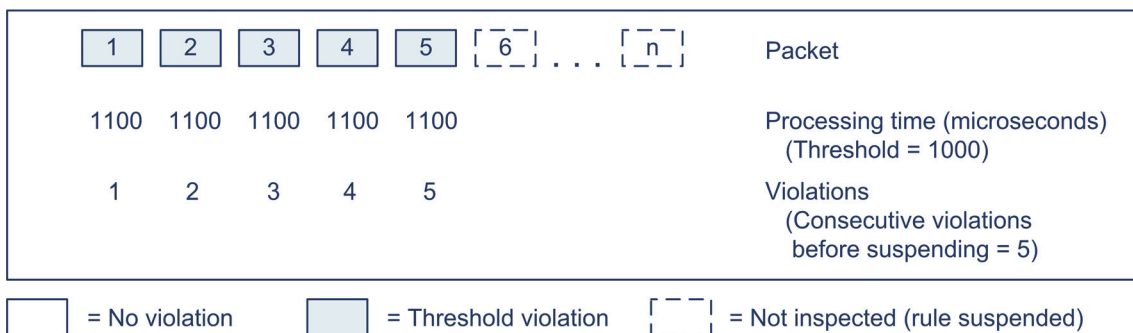 1 2 3 4 5 6 . . . n Packet
1100 1100 1100 1100 1100 Processing time (microseconds)
(Threshold = 1000)
1 2 3 4 5 Violations
(Consecutive violations
before suspending = 5)
= No violation = Threshold violation = Not inspected (rule suspended)